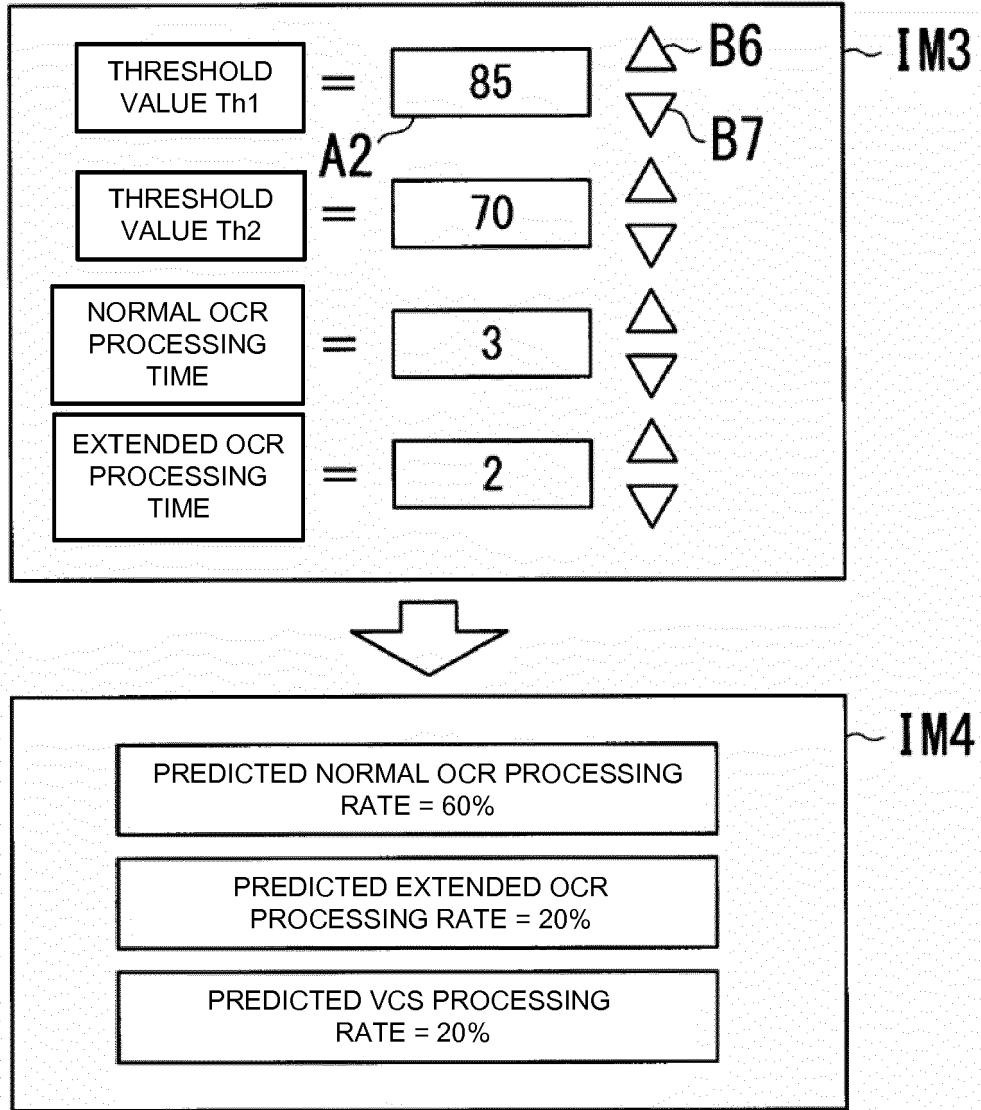 THRESHOLD
VALUE Th1
=
85
B6
IM3
A2
B7
THRESHOLD
VALUE Th2
=
70
NORMAL OCR
PROCESSING
TIME
=
3
EXTENDED OCR
PROCESSING
TIME
=
2
IM4
PREDICTED NORMAL OCR PROCESSING
RATE = 60%
PREDICTED EXTENDED OCR
PROCESSING RATE = 20%
PREDICTED VCS PROCESSING
RATE = 20%